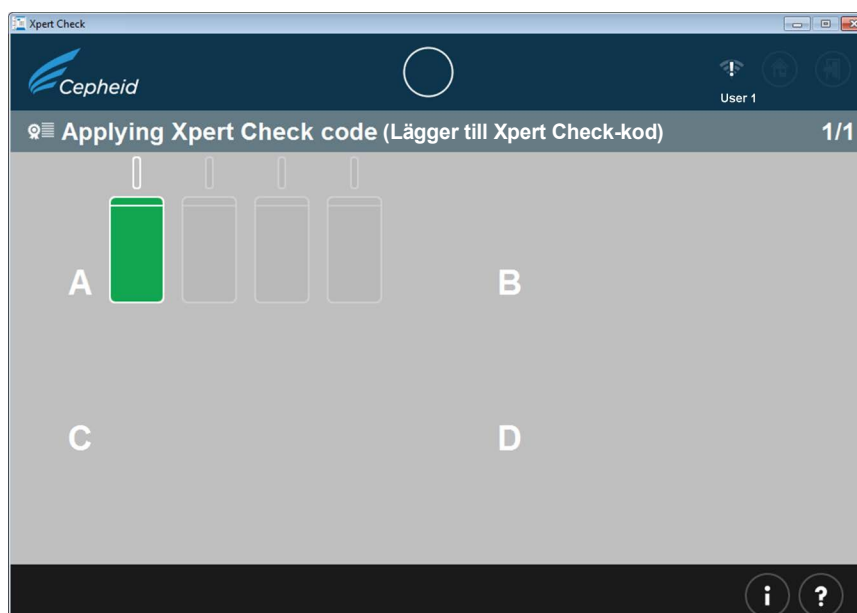 Xpert Check
Cepheid
User 1
Applying Xpert Check code (Lägger till Xpert Check-kod) 1/1
A B
C D
i ?